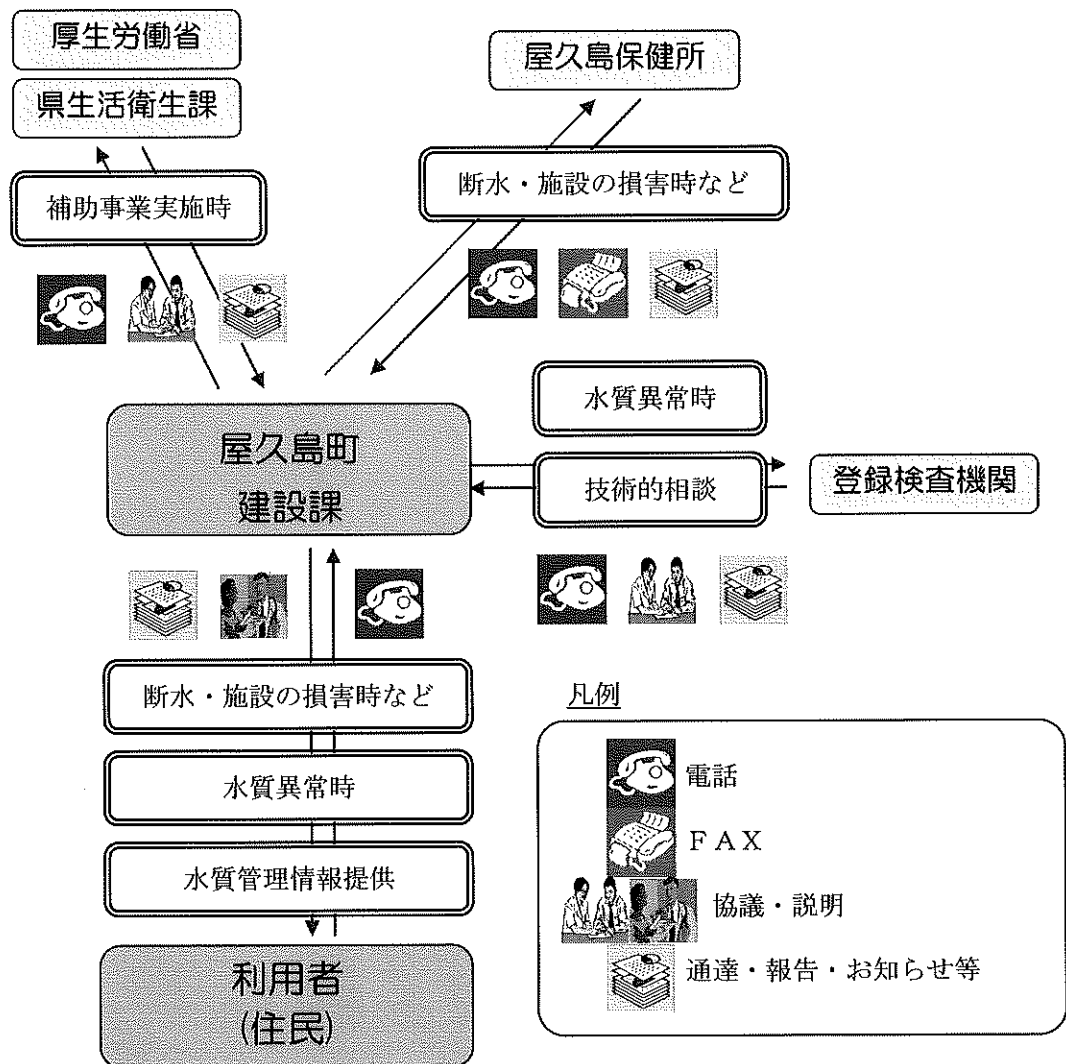 厚生労働省
県生活衛生課
屋久島保健所
補助事業実施時
断水・施設の損害時など
屋久島町
建設課
水質異常時
技術的相談
登録検査機関
断水・施設の損害時など
水質異常時
水質管理情報提供
利用者
(住民)
凡例
電話
ＦＡＸ
協議・説明
通達・報告・お知らせ等